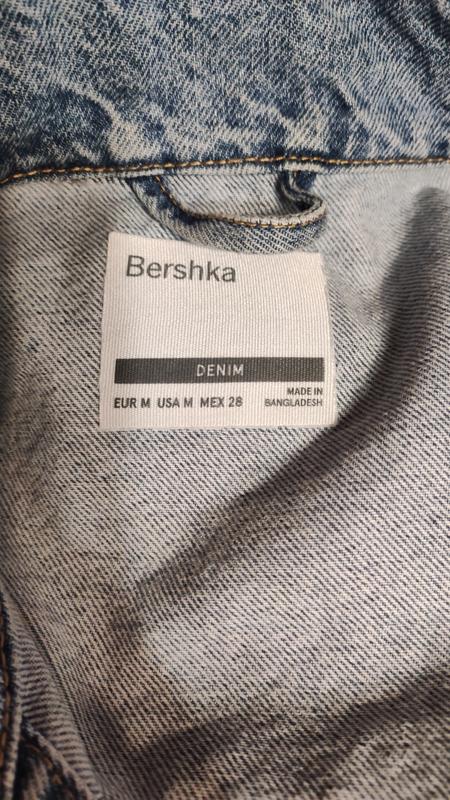 Bershka
DENIM
EUR M USA M MEX 28
MADE IN
BANGLADESH